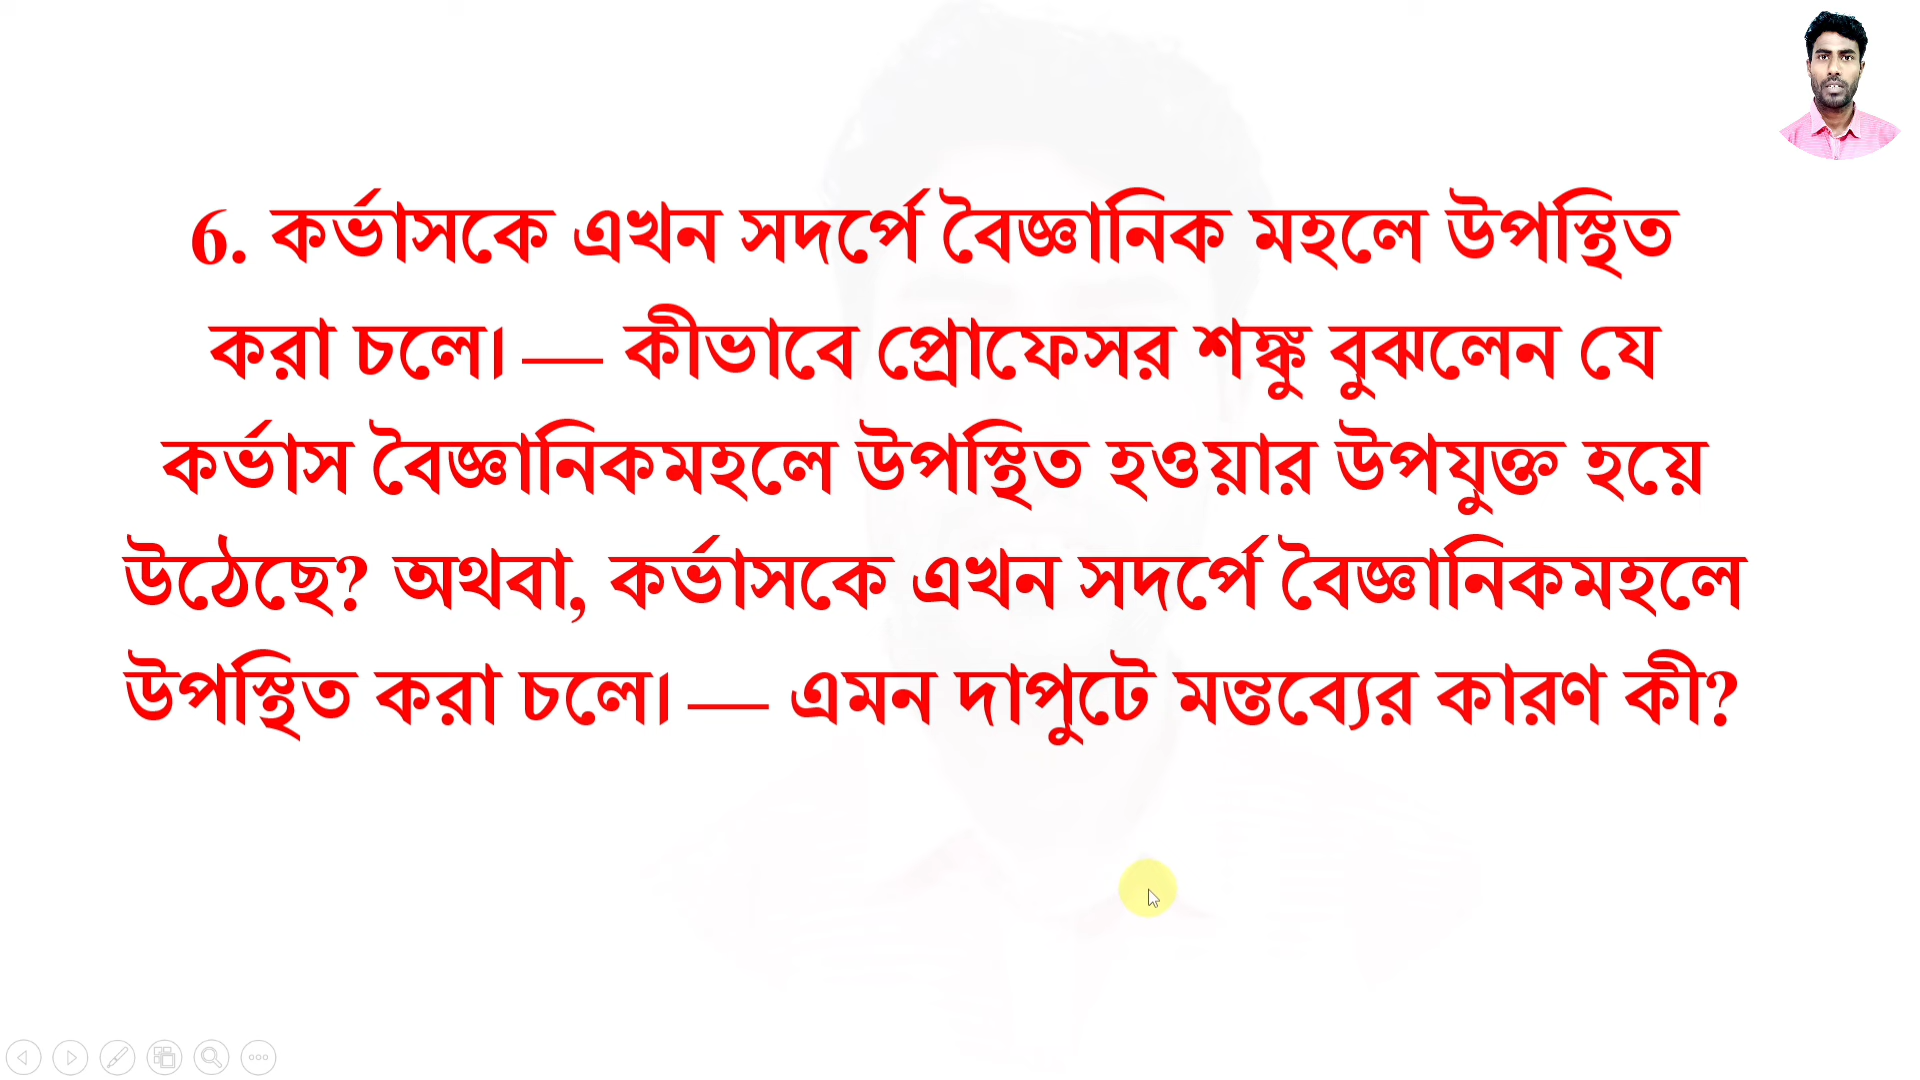 6. কর্ভাসকে এখন সদর্পে বৈজ্ঞানিক মহলে উপস্থিত
করা চলে। — কীভাবে প্রোফেসর শঙ্কু বুঝলেন যে
কর্ভাস বৈজ্ঞানিকমহলে উপস্থিত হওয়ার উপযুক্ত হয়ে
উঠেছে? অথবা, কর্ভাসকে এখন সদর্পে বৈজ্ঞানিকমহলে
উপস্থিত করা চলে। — এমন দাপুটে মন্তব্যের কারণ কী?